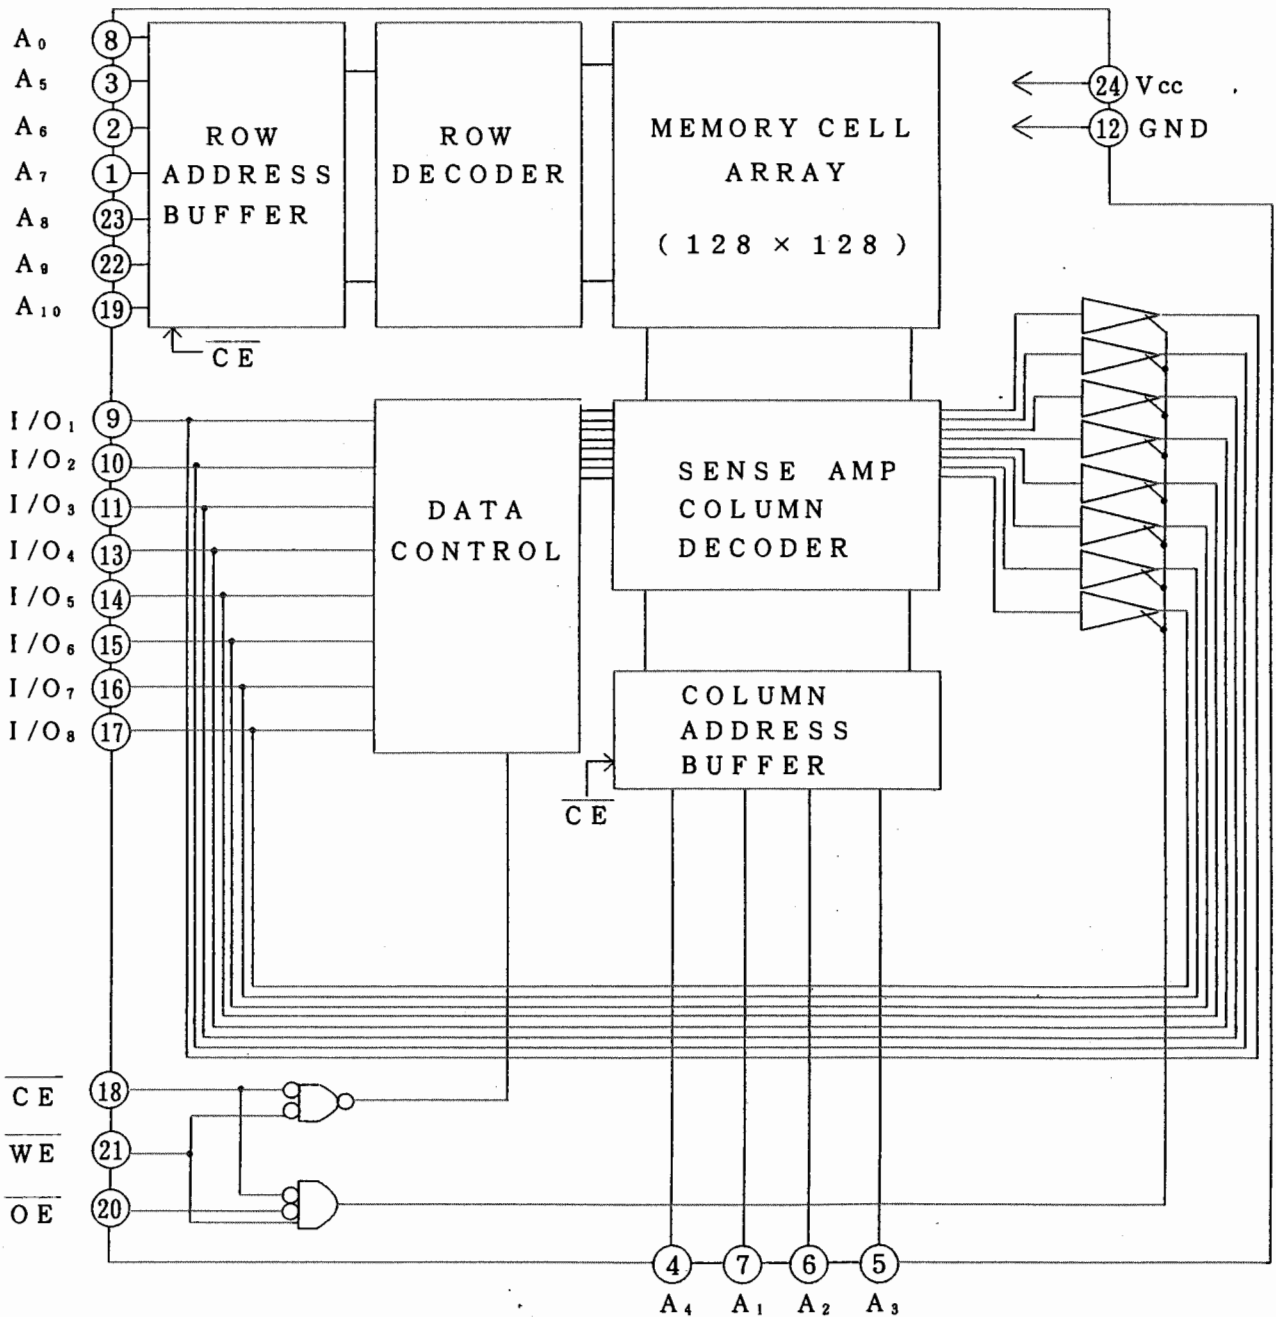 A₀ 8
A₅ 3
A₆ 2
A₇ 1
A₈ 23
A₉ 22
A₁₀ 19
ROW
ADDRESS
BUFFER
CE
ROW
DECODER
MEMORY CELL
ARRAY
(128 × 128)
24 Vcc
12 GND
I/O₁ 9
I/O₂ 10
I/O₃ 11
I/O₄ 13
I/O₅ 14
I/O₆ 15
I/O₇ 16
I/O₈ 17
DATA
CONTROL
SENSE AMP
COLUMN
DECODER
COLUMN
ADDRESS
BUFFER
CE
CE 18
WE 21
OE 20
4 7 6 5
A₄ A₁ A₂ A₃